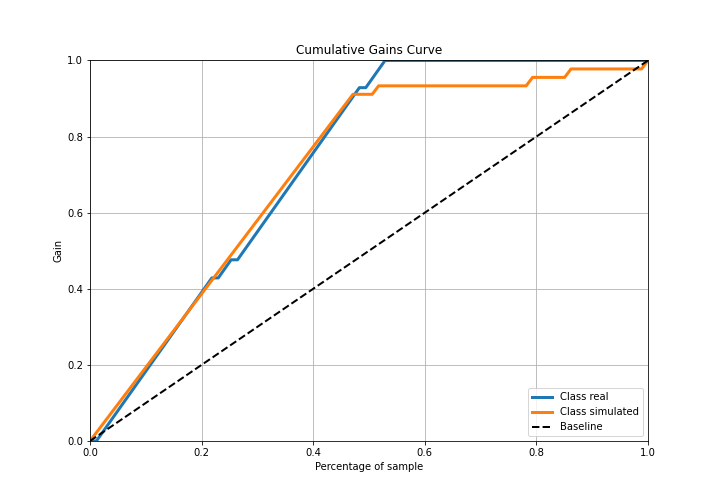 Cumulative Gains Curve
1.0
0.8
0.6
0.4
0.2
0.0
Gain
0.0 0.2 0.4 0.6 0.8 1.0
Percentage of sample
Class real
Class simulated
Baseline